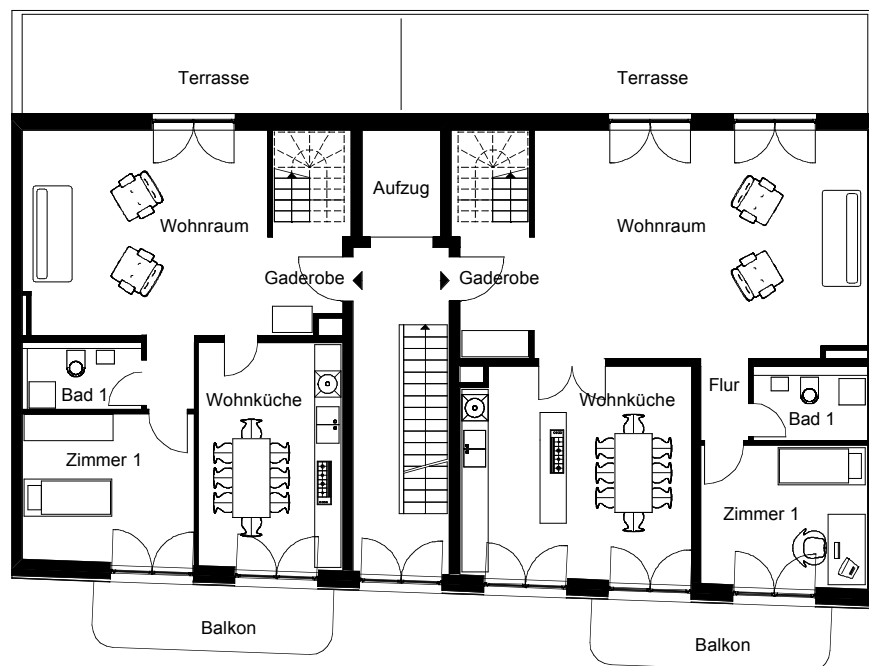 Terrasse
Terrasse
Aufzug
Wohnraum
Wohnraum
Gaderobe
Gaderobe
Bad 1
Wohnküche
Wohnküche
Flur
Bad 1
Zimmer 1
Zimmer 1
Balkon
Balkon